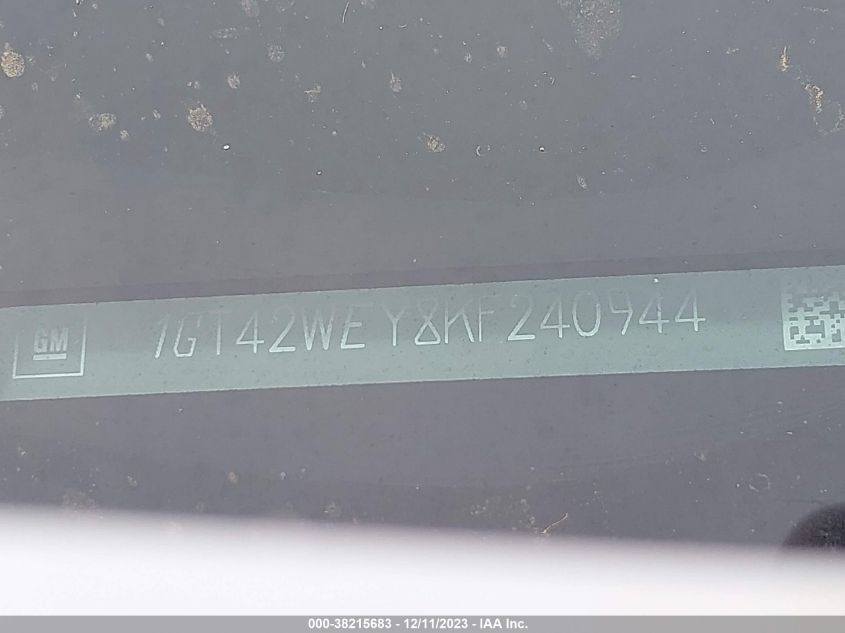 GM
1GT42WEY8KF240944
000-38215683 - 12/11/2023 - IAA Inc.